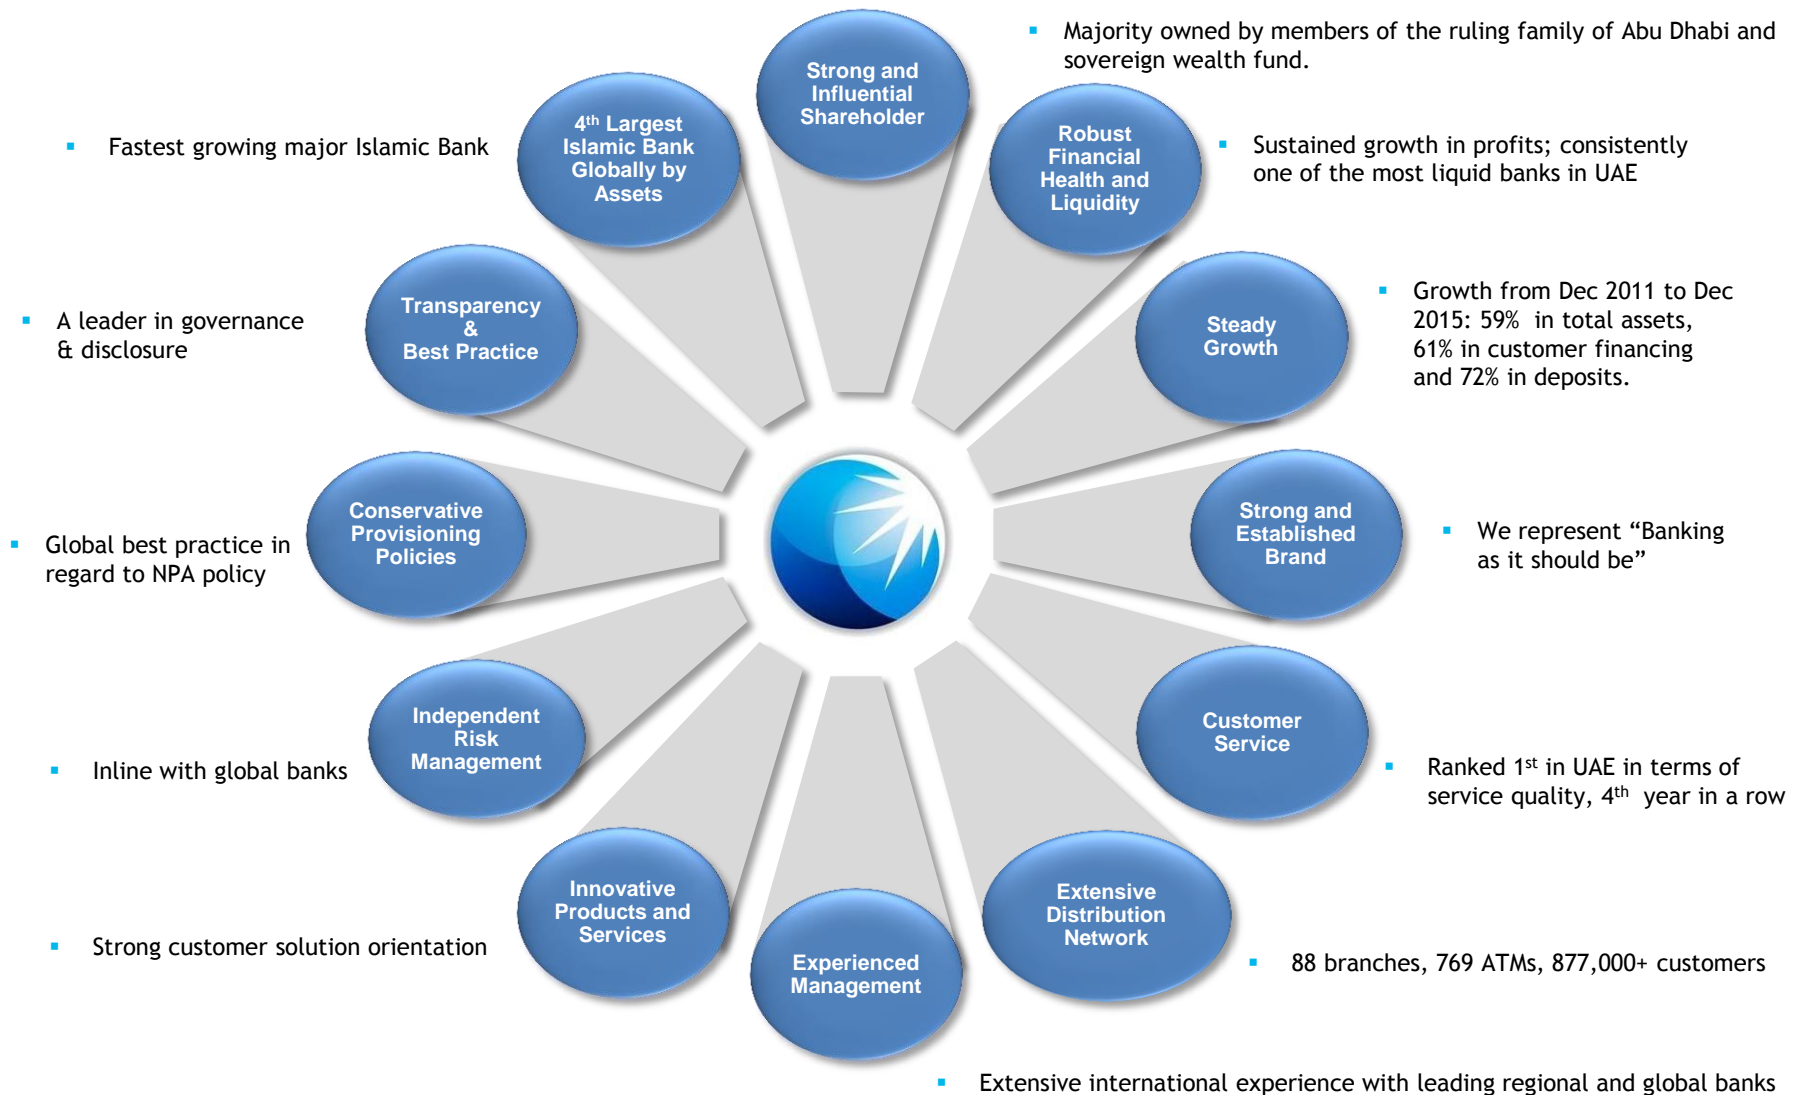 Strong and
Influential
Shareholder
▪ Majority owned by members of the ruling family of Abu Dhabi and
sovereign wealth fund.
Robust
Financial
Health and
Liquidity
▪ Sustained growth in profits; consistently
one of the most liquid banks in UAE
Steady
Growth
▪ Growth from Dec 2011 to Dec
2015: 59% in total assets,
61% in customer financing
and 72% in deposits.
Strong and
Established
Brand
▪ We represent “Banking
as it should be”
Customer
Service
▪ Ranked 1st in UAE in terms of
service quality, 4th year in a row
Extensive
Distribution
Network
▪ 88 branches, 769 ATMs, 877,000+ customers
Experienced
Management
▪ Extensive international experience with leading regional and global banks
Innovative
Products and
Services
▪ Strong customer solution orientation
Independent
Risk
Management
▪ Inline with global banks
Conservative
Provisioning
Policies
▪ Global best practice in
regard to NPA policy
Transparency
&
Best Practice
▪ A leader in governance
& disclosure
4th Largest
Islamic Bank
Globally by
Assets
▪ Fastest growing major Islamic Bank